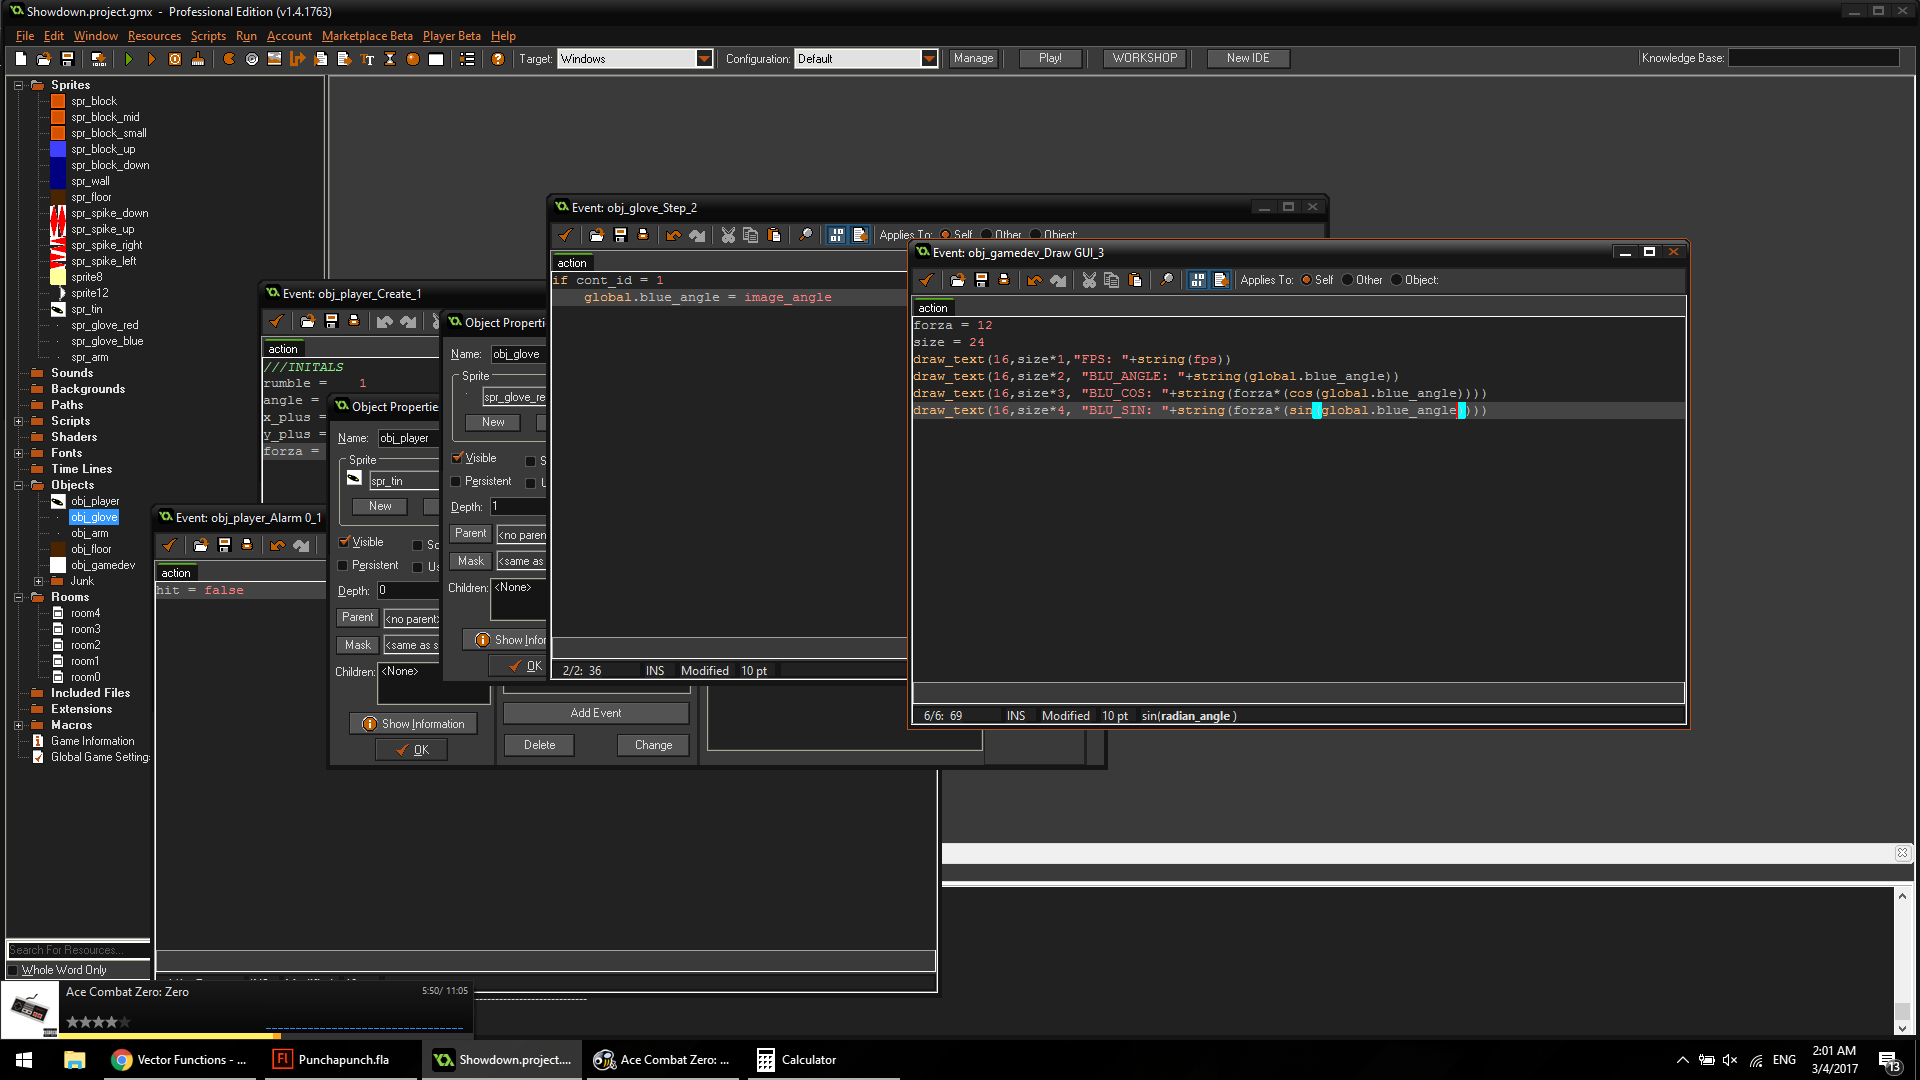 Showdown.project.gmx - Professional Edition (v1.4.1763)
File Edit Window Resources Scripts Run Account Marketplace Beta Player Beta Help
Target: Windows Configuration: Default Manage Play! WORKSHOP New IDE Knowledge Base:
Sprites
spr_block
spr_block_mid
spr_block_small
spr_block_up
spr_block_down
spr_wall
spr_floor
spr_spike_down
spr_spike_up
spr_spike_right
spr_spike_left
sprite8
sprite12
spr_tin
spr_glove_red
spr_glove_blue
spr_arm
Sounds
Backgrounds
Paths
Scripts
Shaders
Fonts
Time Lines
Objects
obj_player
obj_glove
obj_arm
obj_floor
obj_gamedev
Junk
Rooms
room4
room3
room2
room1
room0
Included Files
Extensions
Macros
Game Information
Global Game Setting
Search For Resources...
Whole Word Only
Event: obj_player_Alarm 0_1
action
hit = false
Event: obj_player_Create_1
action
///INITALS
rumble = 1
angle =
x_plus =
y_plus =
forza =
Object Propertie
Name: obj_player
Sprite
spr_tin
New
Visible
Persistent
Depth: 0
Parent <no parent>
Mask <same as s
Children: <None>
Show Information
OK
Add Event
Delete Change
Object Properti
Name: obj_glove
Sprite
spr_glove_re
New
Visible S
Persistent
Depth: 1
Parent <no paren
Mask <same as
Children: <None>
Show Infor
OK
Event: obj_glove_Step_2
Applies To: Self Other Object:
action
if cont_id = 1
global.blue_angle = image_angle
2/2: 36 INS Modified 10 pt
Event: obj_gamedev_Draw GUI_3
Applies To: Self Other Object:
action
forza = 12
size = 24
draw_text(16,size*1,"FPS: "+string(fps))
draw_text(16,size*2, "BLU_ANGLE: "+string(global.blue_angle))
draw_text(16,size*3, "BLU_COS: "+string(forza*(cos(global.blue_angle))))
draw_text(16,size*4, "BLU_SIN: "+string(forza*(sin(global.blue_angle))))
6/6: 69 INS Modified 10 pt sin(radian_angle )
Ace Combat Zero: Zero 5:50/ 11:05
Vector Functions - ... Punchapunch.fla Showdown.project.... Ace Combat Zero: ... Calculator
ENG 2:01 AM
3/4/2017 13